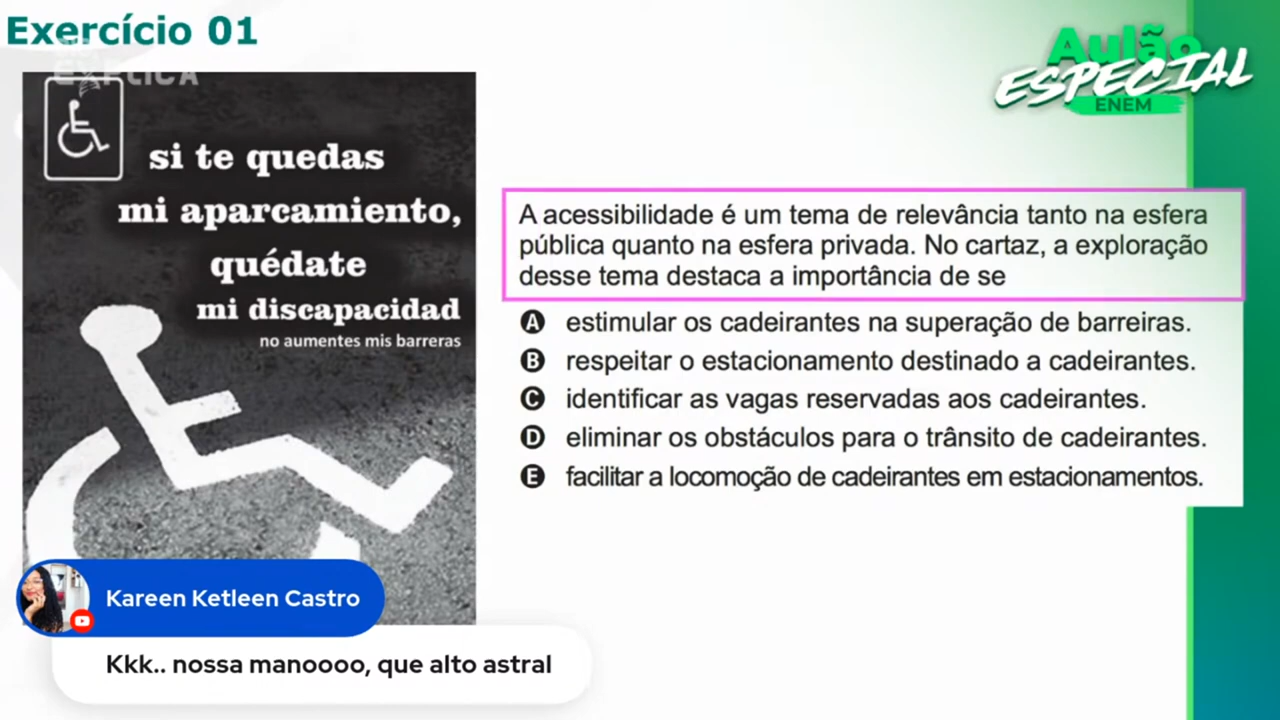 Exercício 01
EXPLICA
Aulão
ESPECIAL
ENEM
si te quedas
mi aparcamiento,
quédate
mi discapacidad
no aumentes mis barreras
A acessibilidade é um tema de relevância tanto na esfera
pública quanto na esfera privada. No cartaz, a exploração
desse tema destaca a importância de se
A estimular os cadeirantes na superação de barreiras.
B respeitar o estacionamento destinado a cadeirantes.
C identificar as vagas reservadas aos cadeirantes.
D eliminar os obstáculos para o trânsito de cadeirantes.
E facilitar a locomoção de cadeirantes em estacionamentos.
Kareen Ketleen Castro
Kkk.. nossa manoooo, que alto astral